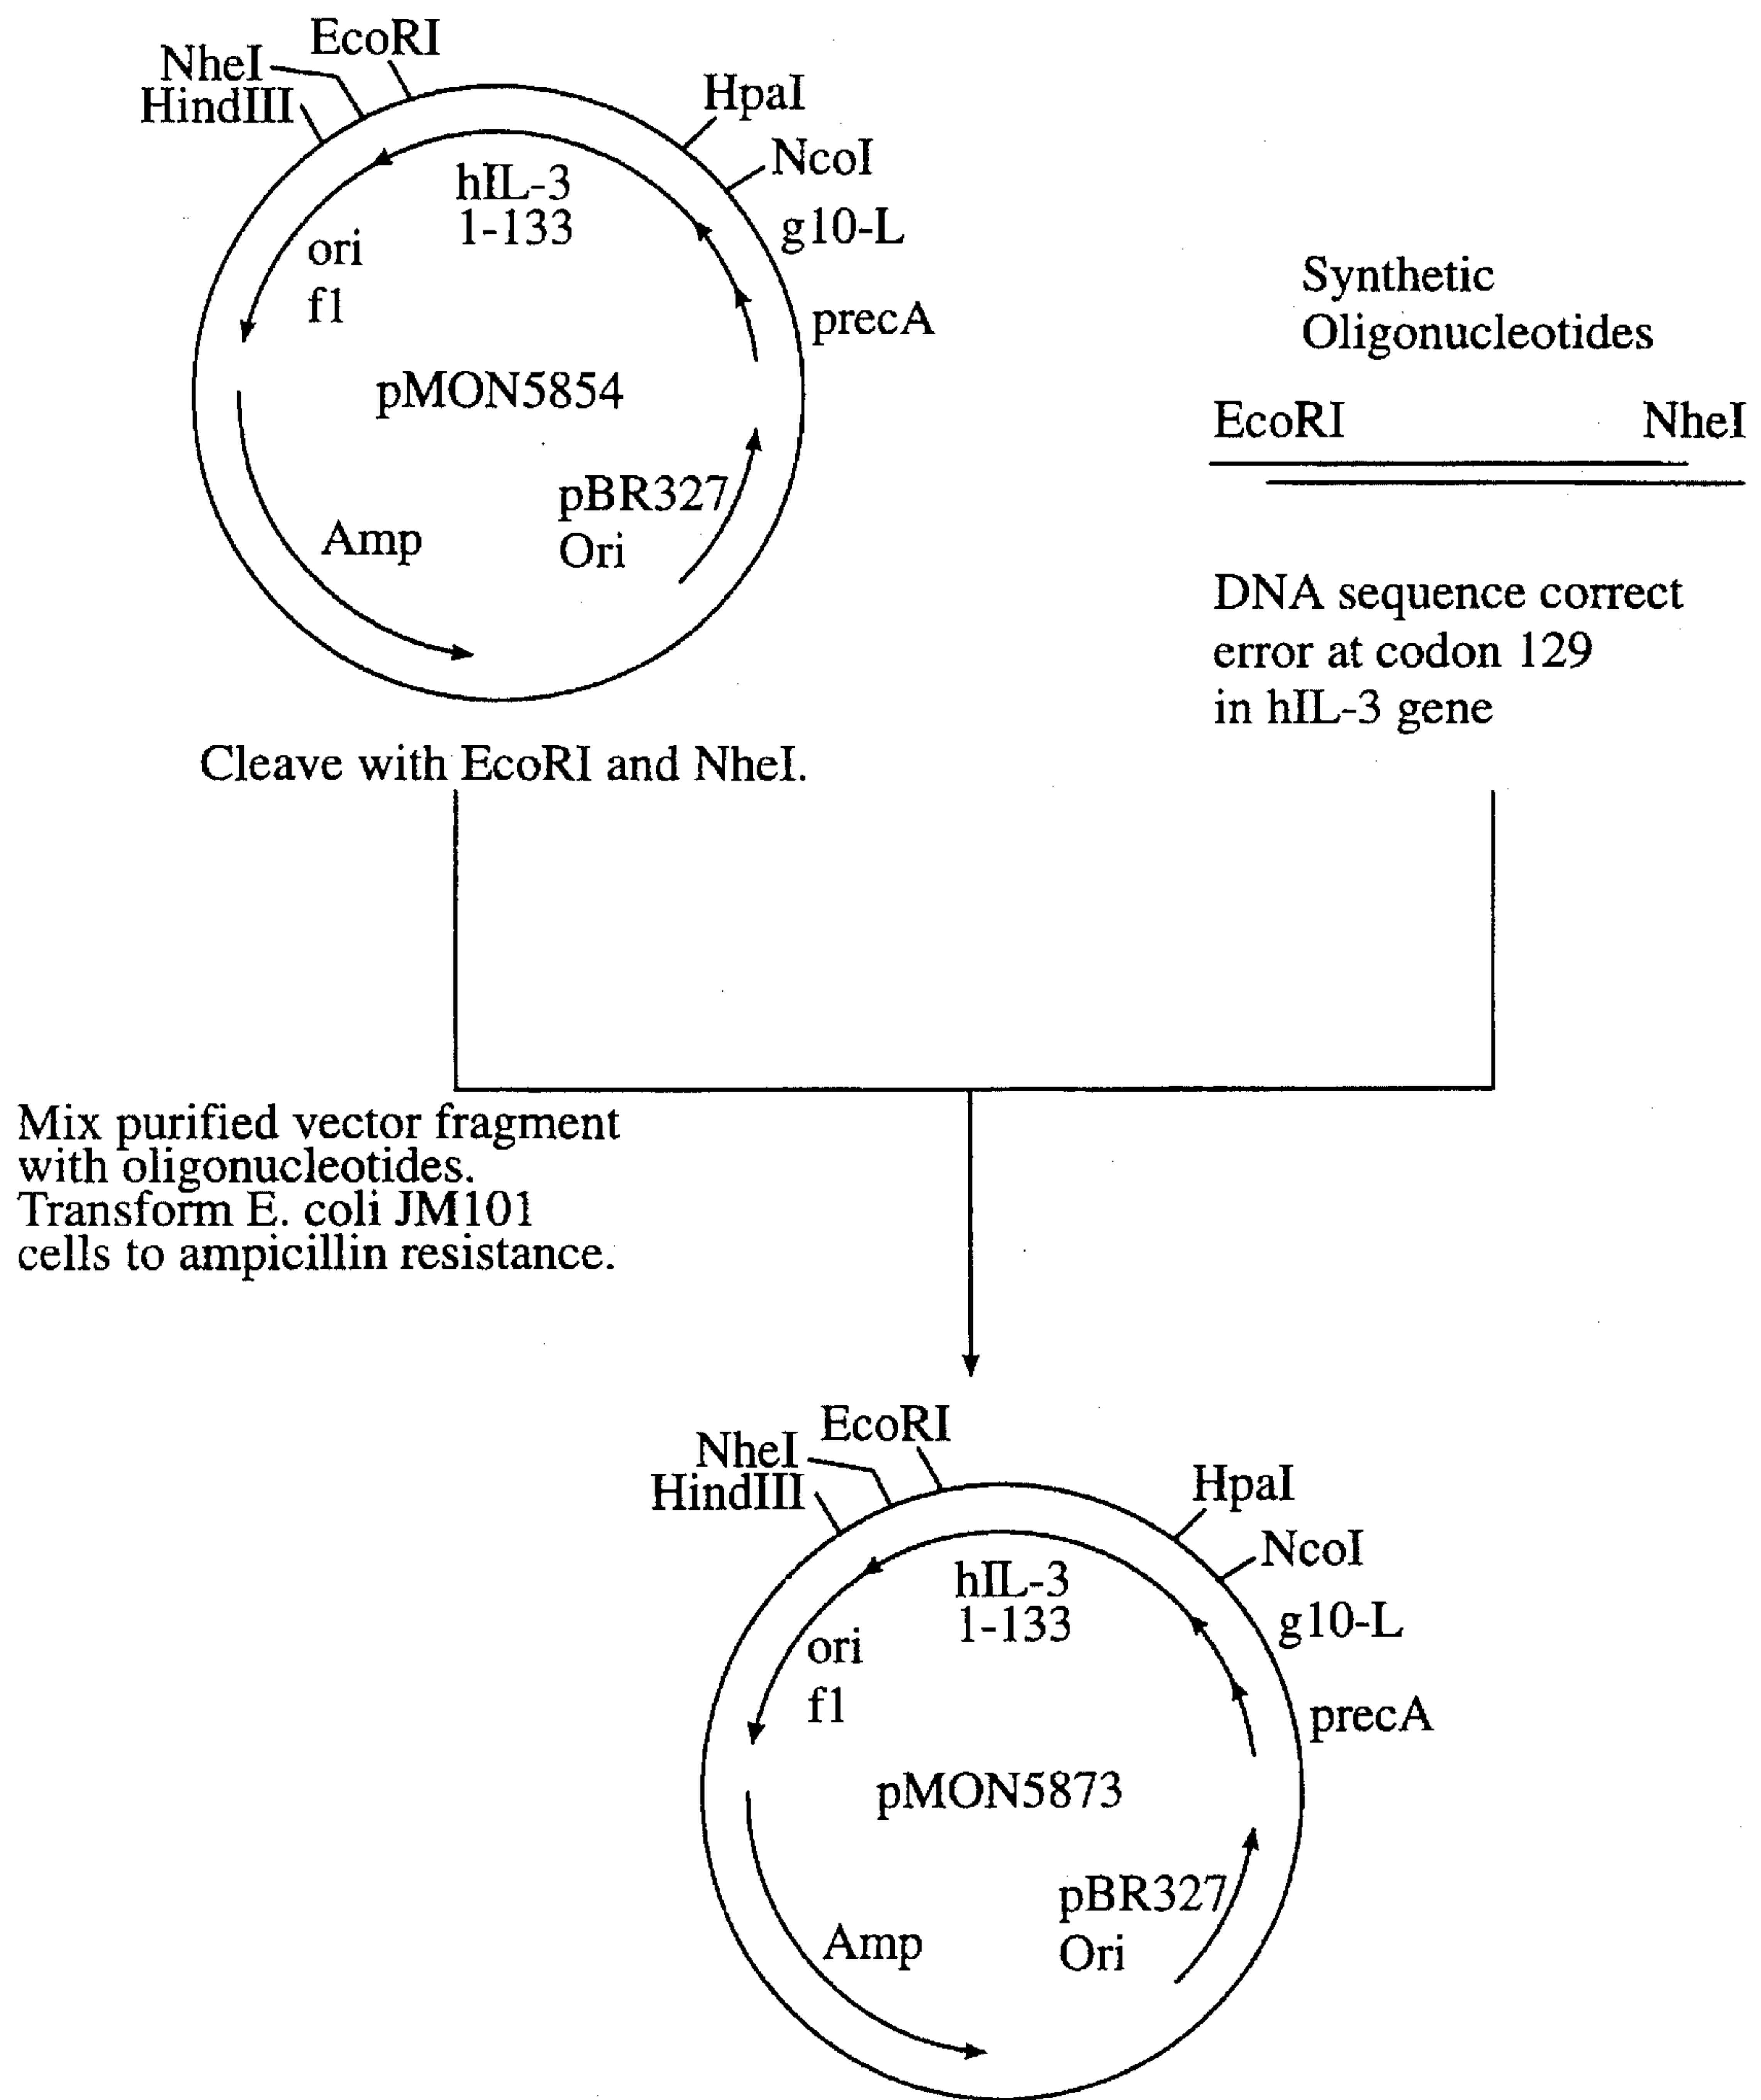 EcoRI
NheI
HindIII
HpaI
NcoI
hIL-3
1-133
g10-L
ori
f1
precA
pMON5854
pBR327
Ori
Amp
Synthetic
Oligonucleotides
EcoRI NheI
DNA sequence correct
error at codon 129
in hIL-3 gene
Cleave with EcoRI and NheI.
Mix purified vector fragment
with oligonucleotides.
Transform E. coli JM101
cells to ampicillin resistance.
EcoRI
NheI
HindIII
HpaI
NcoI
hIL-3
1-133
g10-L
ori
f1
precA
pMON5873
pBR327
Ori
Amp